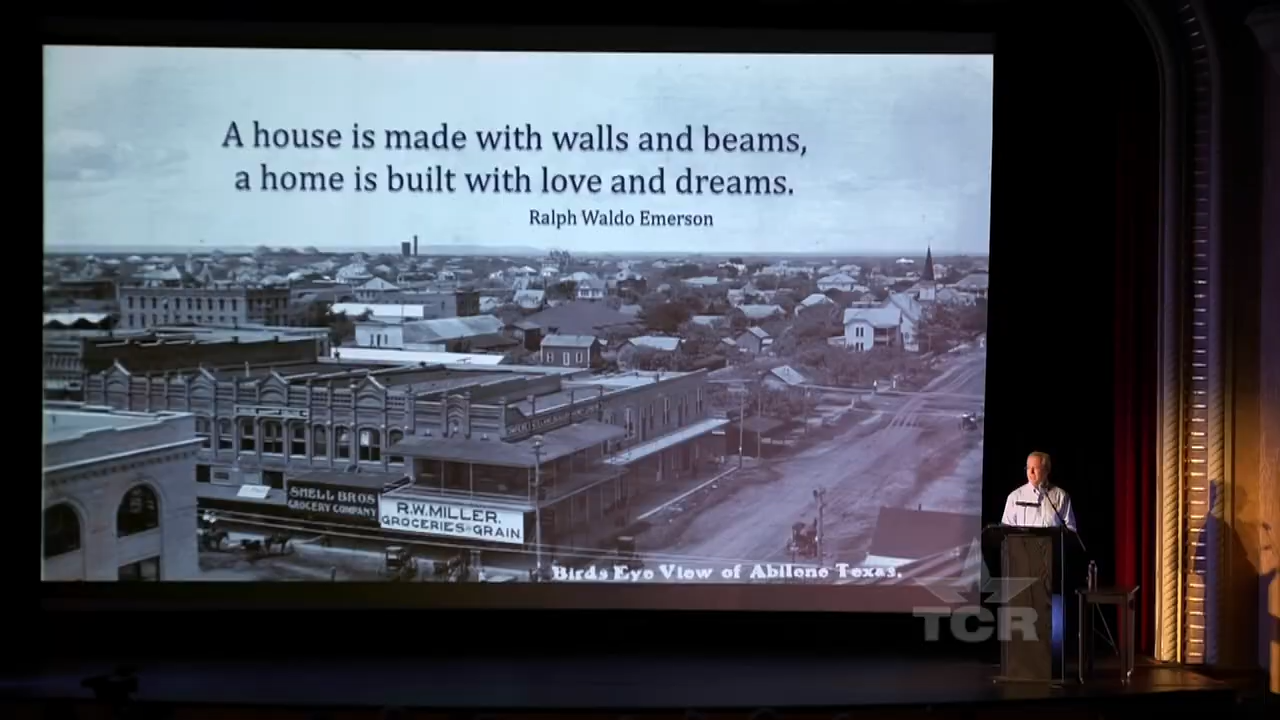 A house is made with walls and beams,
a home is built with love and dreams.
Ralph Waldo Emerson
SHELL BROS
GROCERY COMPANY
R.W. MILLER.
GROCERIES & GRAIN
Birds Eye View of Abilene Texas.
TCR